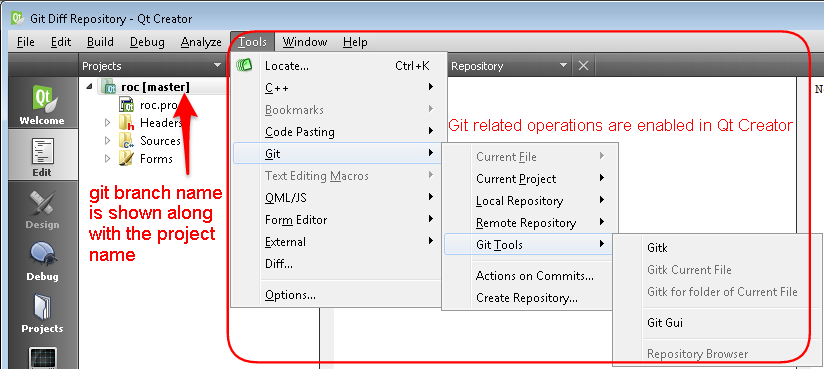 Git Diff Repository - Qt Creator
File Edit Build Debug Analyze Tools Window Help
Projects
Repository
Qt
Welcome
Edit
Design
Debug
Projects
roc [master]
roc.pro
Headers
Sources
Forms
git branch name
is shown along
with the project
name
Locate... Ctrl+K
C++
Bookmarks
Code Pasting
Git
Text Editing Macros
QML/JS
Form Editor
External
Diff...
Options...
N
Git related operations are enabled in Qt Creator
Current File
Current Project
Local Repository
Remote Repository
Git Tools
Actions on Commits...
Create Repository...
Gitk
Gitk Current File
Gitk for folder of Current File
Git Gui
Repository Browser